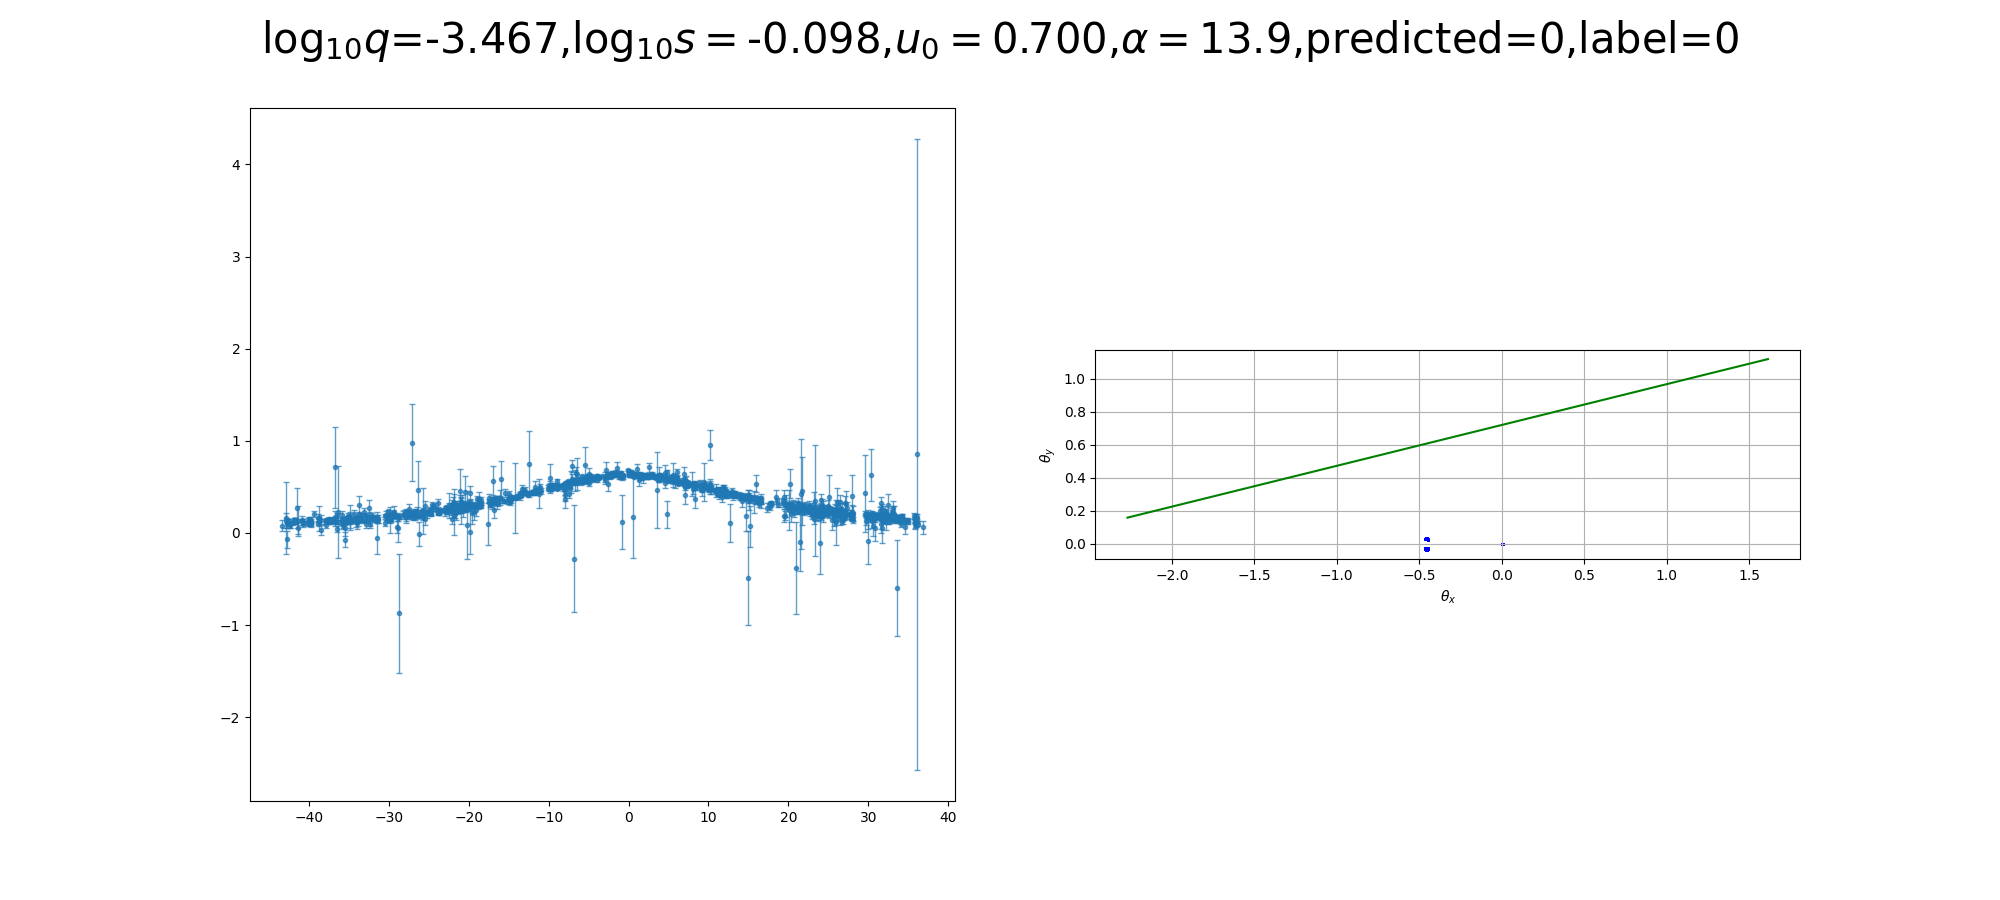 log₁₀q=-3.467,log₁₀s = -0.098,u₀ = 0.700,α = 13.9,predicted=0,label=0
4
3
2
1
0
−1
−2
−40 −30 −20 −10 0 10 20 30 40
1.0
0.8
0.6
0.4
0.2
0.0
θy
−2.0 −1.5 −1.0 −0.5 0.0 0.5 1.0 1.5
θx